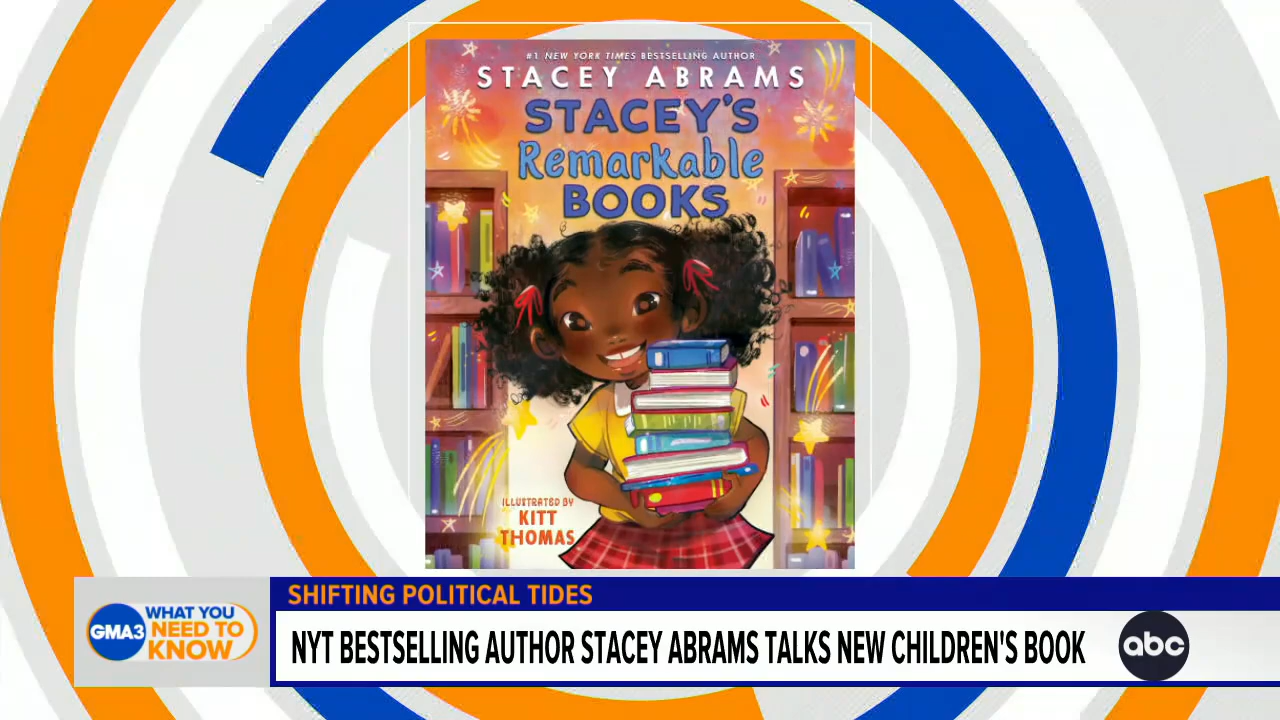 #1 NEW YORK TIMES BESTSELLING AUTHOR
STACEY ABRAMS
STACEY'S
Remarkable
BOOKS
ILLUSTRATED BY
KITT
THOMAS
SHIFTING POLITICAL TIDES
GMA3
WHAT YOU
NEED TO
KNOW
NYT BESTSELLING AUTHOR STACEY ABRAMS TALKS NEW CHILDREN'S BOOK
abc